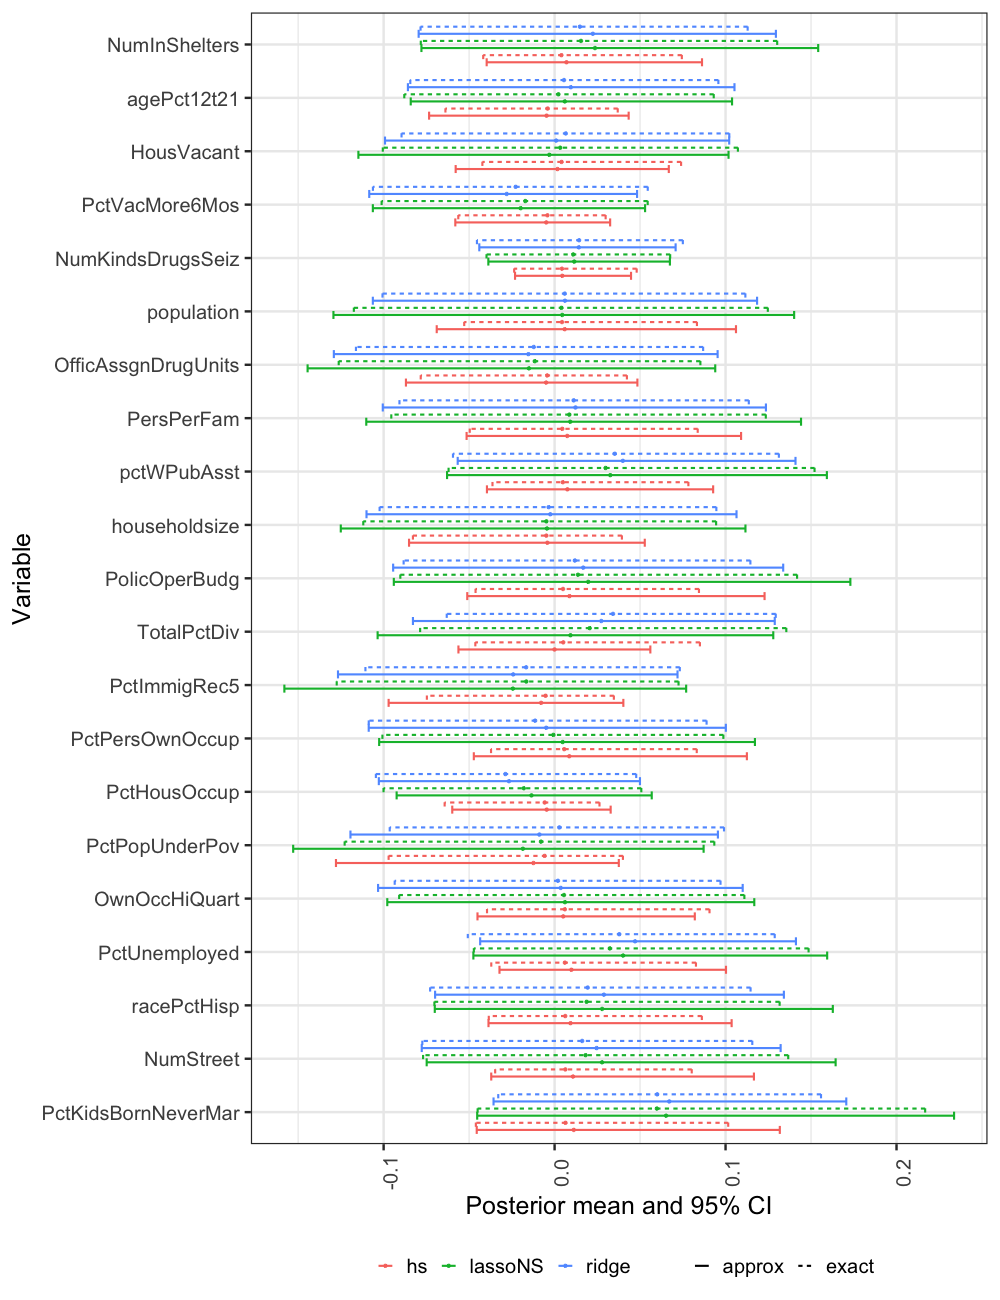 NumInShelters
agePct12t21
HousVacant
PctVacMore6Mos
NumKindsDrugsSeiz
population
OfficAssgnDrugUnits
PersPerFam
pctWPubAsst
householdsize
PolicOperBudg
TotalPctDiv
PctImmigRec5
PctPersOwnOccup
PctHousOccup
PctPopUnderPov
OwnOccHiQuart
PctUnemployed
racePctHisp
NumStreet
PctKidsBornNeverMar
Variable
-0.1 0.0 0.1 0.2
Posterior mean and 95% CI
hs lassoNS ridge approx exact